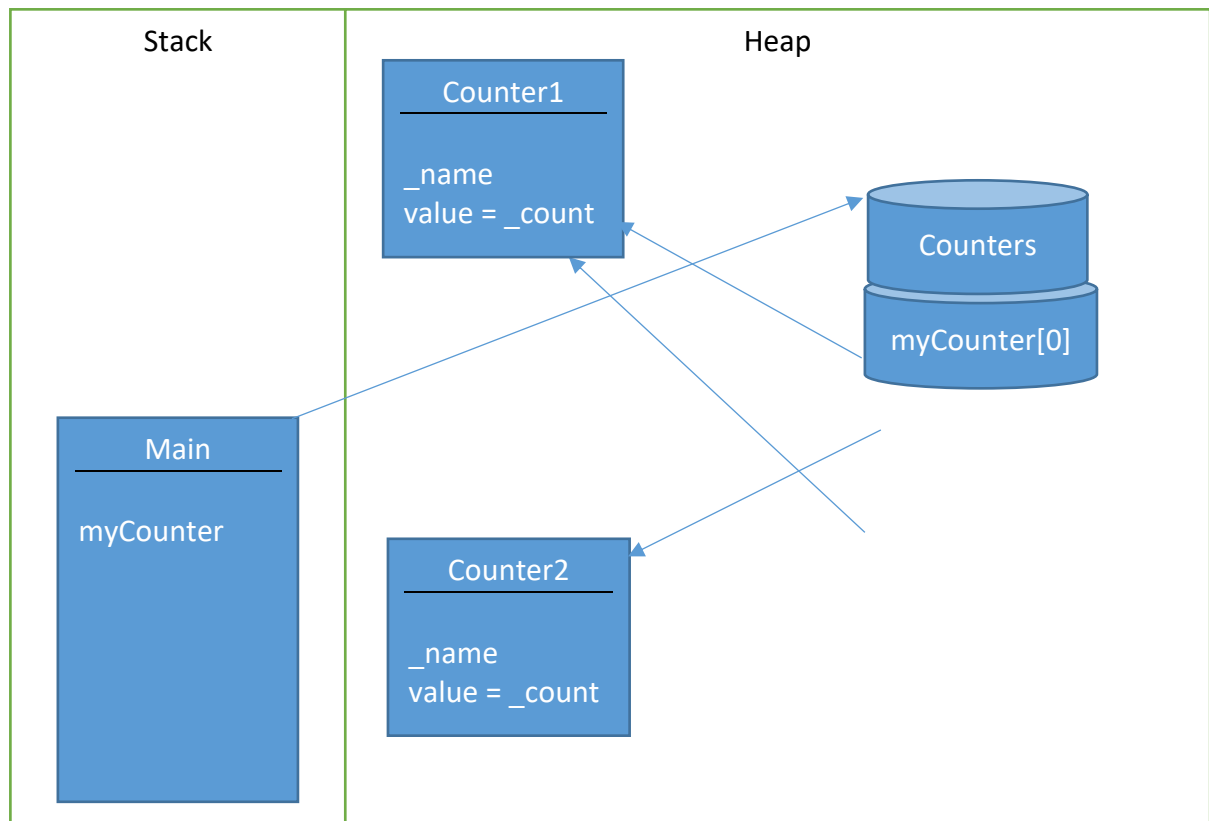 Stack
Heap
Counter1
_name
value = _count
Counters
myCounter[0]
Main
myCounter
Counter2
_name
value = _count